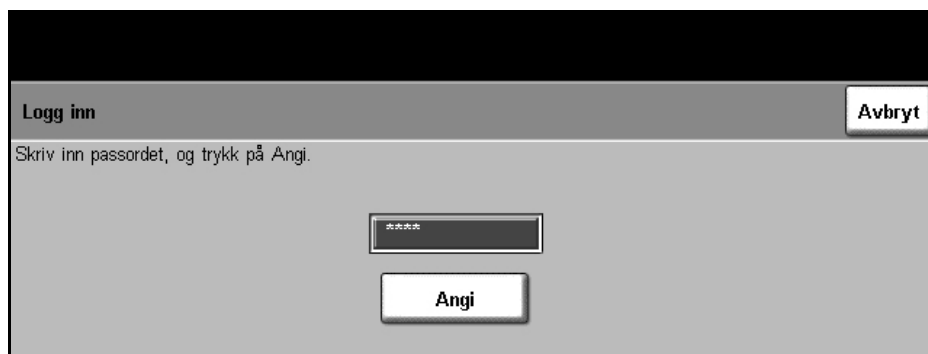 Logg inn
Avbryt
Skriv inn passordet, og trykk på Angi.
****
Angi